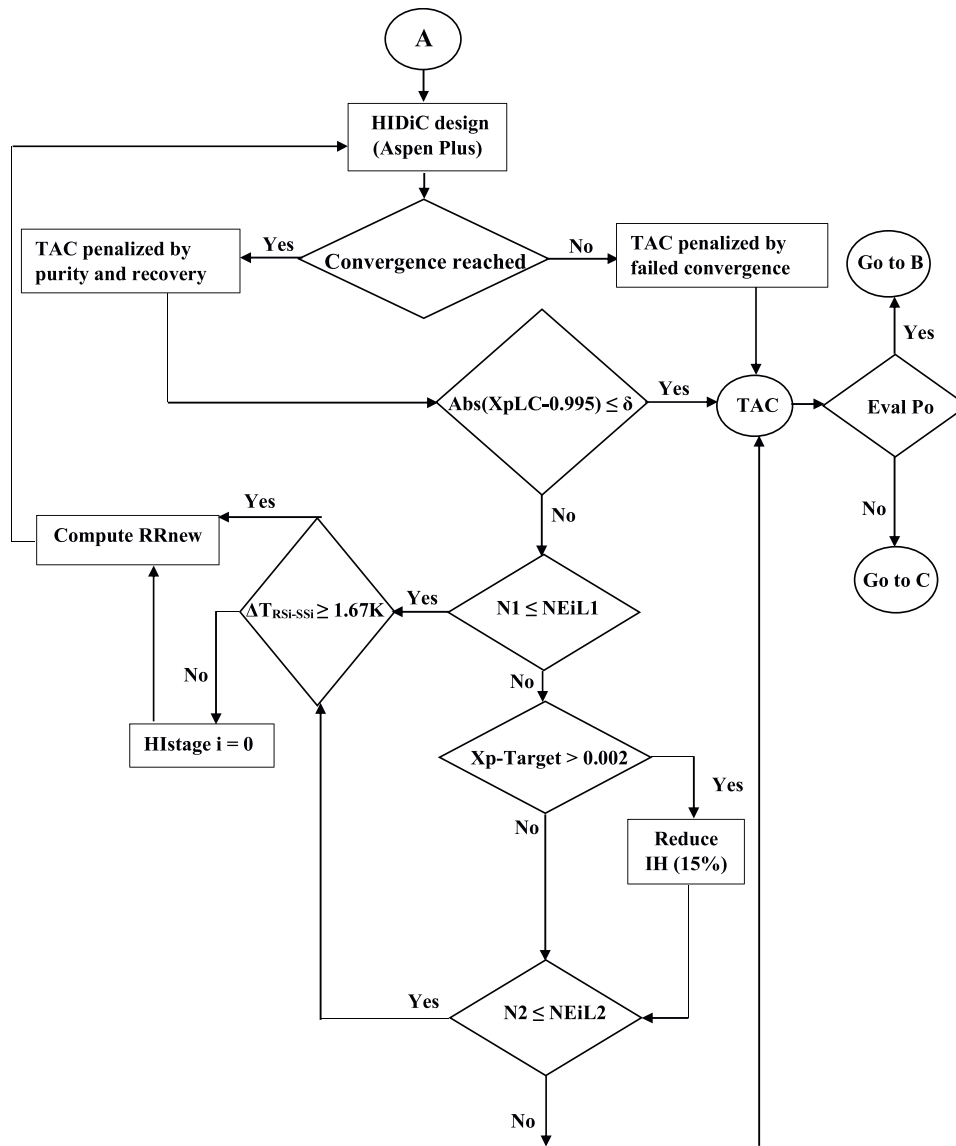 A
HIDiC design
(Aspen Plus)
Yes
TAC penalized by
purity and recovery
Convergence reached
No
TAC penalized by
failed convergence
Go to B
Yes
Abs(XpLC-0.995) ≤ δ
Yes
TAC
Eval Po
No
No
Go to C
Yes
Compute RRnew
ΔTRSi-SSi ≥ 1.67K
Yes
N1 ≤ NEiL1
No
No
HIstage i = 0
Xp-Target > 0.002
Yes
No
Reduce
IH (15%)
Yes
N2 ≤ NEiL2
No